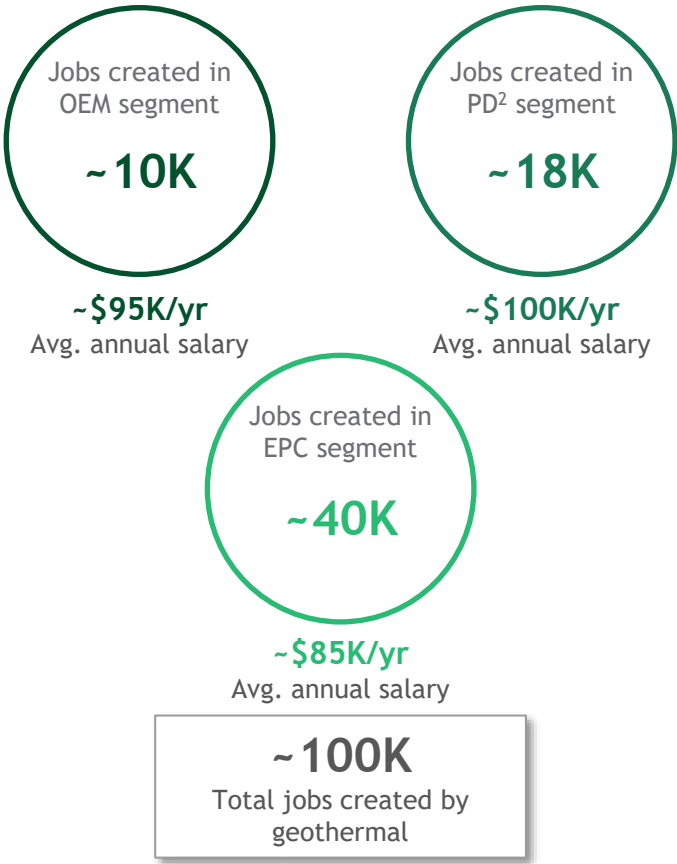 Jobs created in
OEM segment
~10K
~$95K/yr
Avg. annual salary
Jobs created in
PD² segment
~18K
~$100K/yr
Avg. annual salary
Jobs created in
EPC segment
~40K
~$85K/yr
Avg. annual salary
~100K
Total jobs created by
geothermal